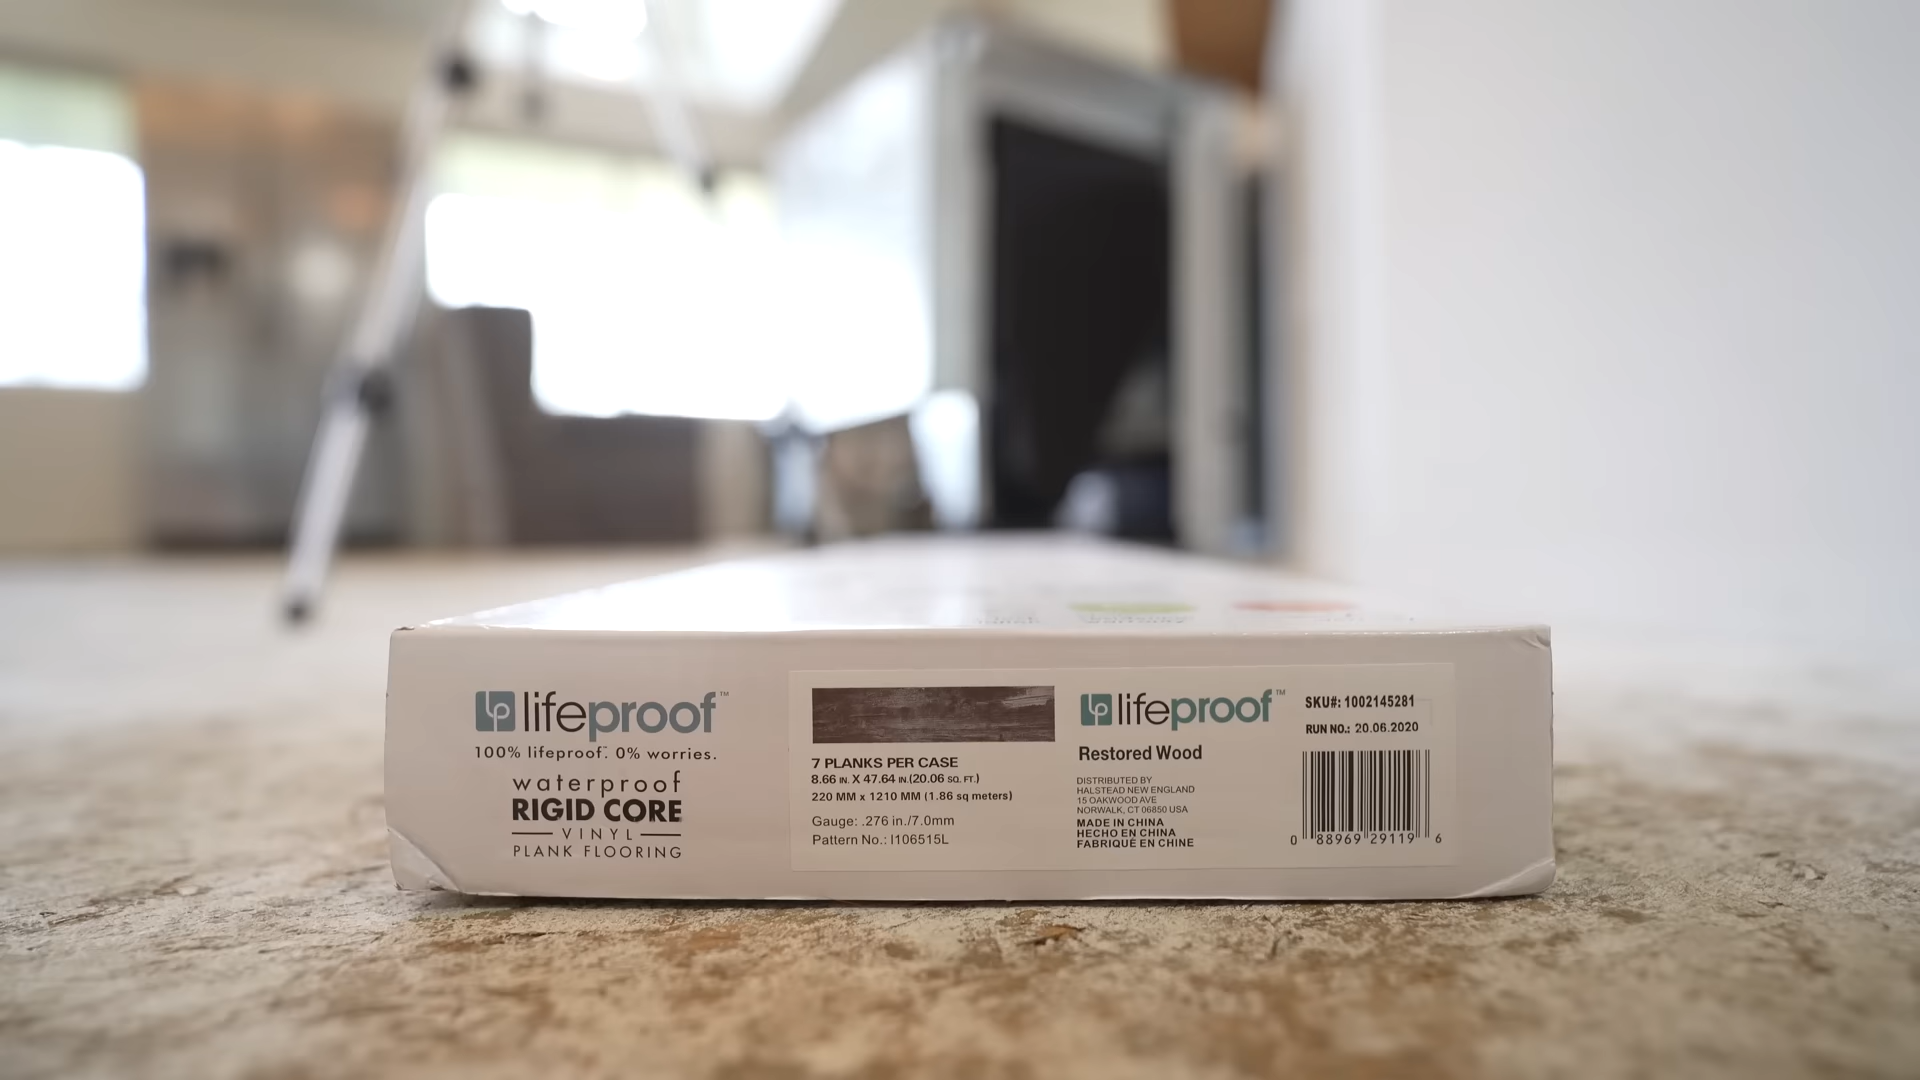 lifeproof™
100% lifeproof™. 0% worries.
waterproof
RIGID CORE
VINYL
PLANK FLOORING
7 PLANKS PER CASE
8.66 IN. X 47.64 IN.(20.06 SQ. FT.)
220 MM x 1210 MM (1.86 sq meters)
Gauge: .276 in./7.0mm
Pattern No.: I106515L
lifeproof™
Restored Wood
DISTRIBUTED BY
HALSTEAD NEW ENGLAND
15 OAKWOOD AVE
NORWALK, CT 06850 USA
MADE IN CHINA
HECHO EN CHINA
FABRIQUÉ EN CHINE
SKU#: 1002145281
RUN NO.: 20.06.2020
0 88969 29119 6